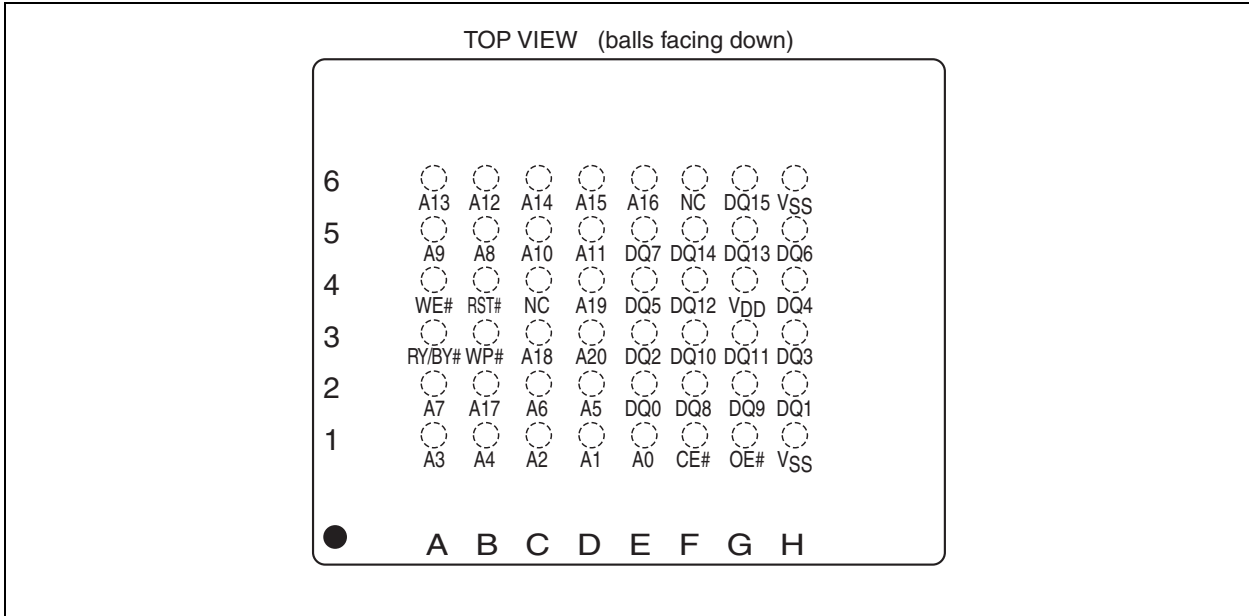 TOP VIEW (balls facing down)
6
A13 A12 A14 A15 A16 NC DQ15 VSS
5
A9 A8 A10 A11 DQ7 DQ14 DQ13 DQ6
4
WE# RST# NC A19 DQ5 DQ12 VDD DQ4
3
RY/BY# WP# A18 A20 DQ2 DQ10 DQ11 DQ3
2
A7 A17 A6 A5 DQ0 DQ8 DQ9 DQ1
1
A3 A4 A2 A1 A0 CE# OE# VSS
A B C D E F G H